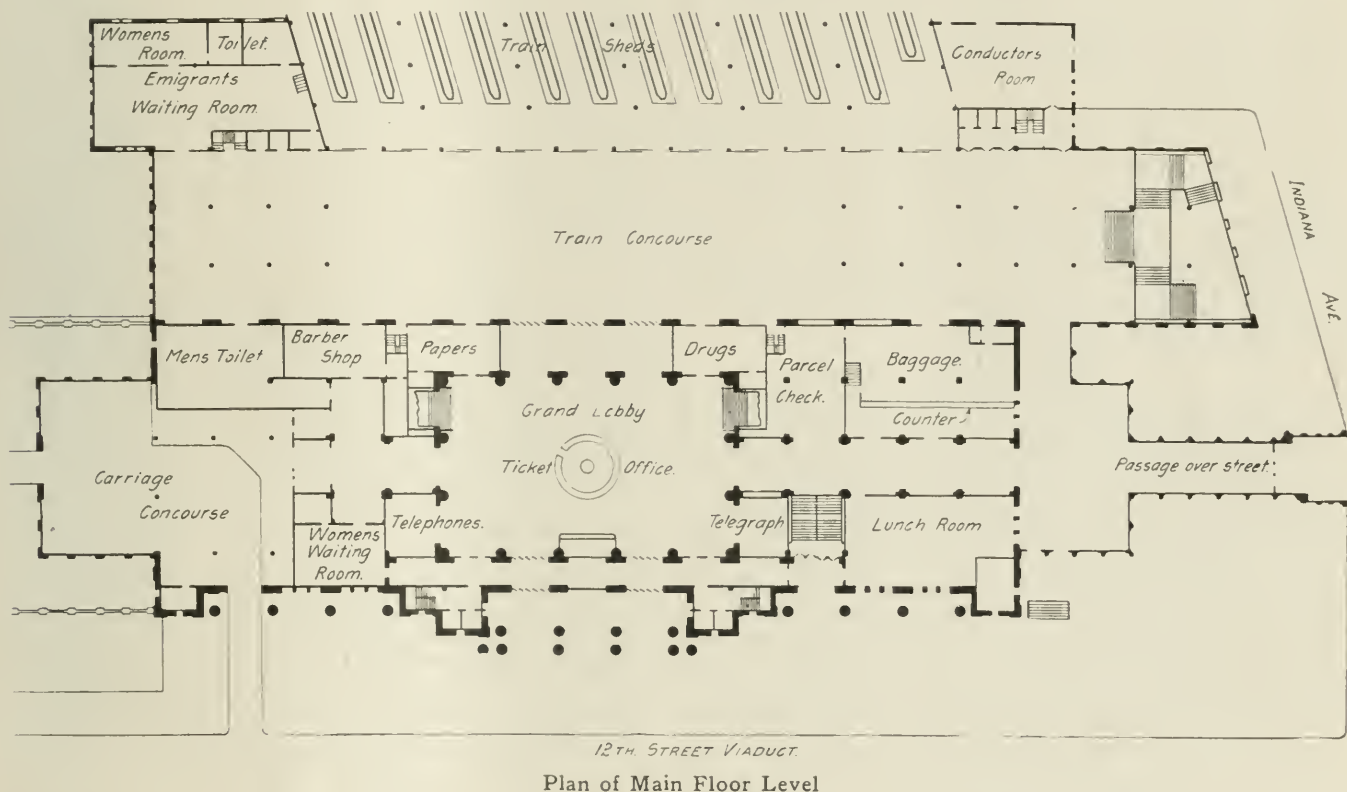 Womens
Room.
Toilet.
Train Sheds
Conductors
Room
Emigrants
Waiting Room.
INDIANA
AVE.
Train Concourse
Mens Toilet
Barber
Shop
Papers
Drugs
Parcel
Check.
Baggage.
Counter
Grand Lobby
Ticket Office.
Passage over street.
Carriage
Concourse
Telephones.
Telegraph
Lunch Room
Womens
Waiting
Room.
12TH. STREET VIADUCT.
Plan of Main Floor Level